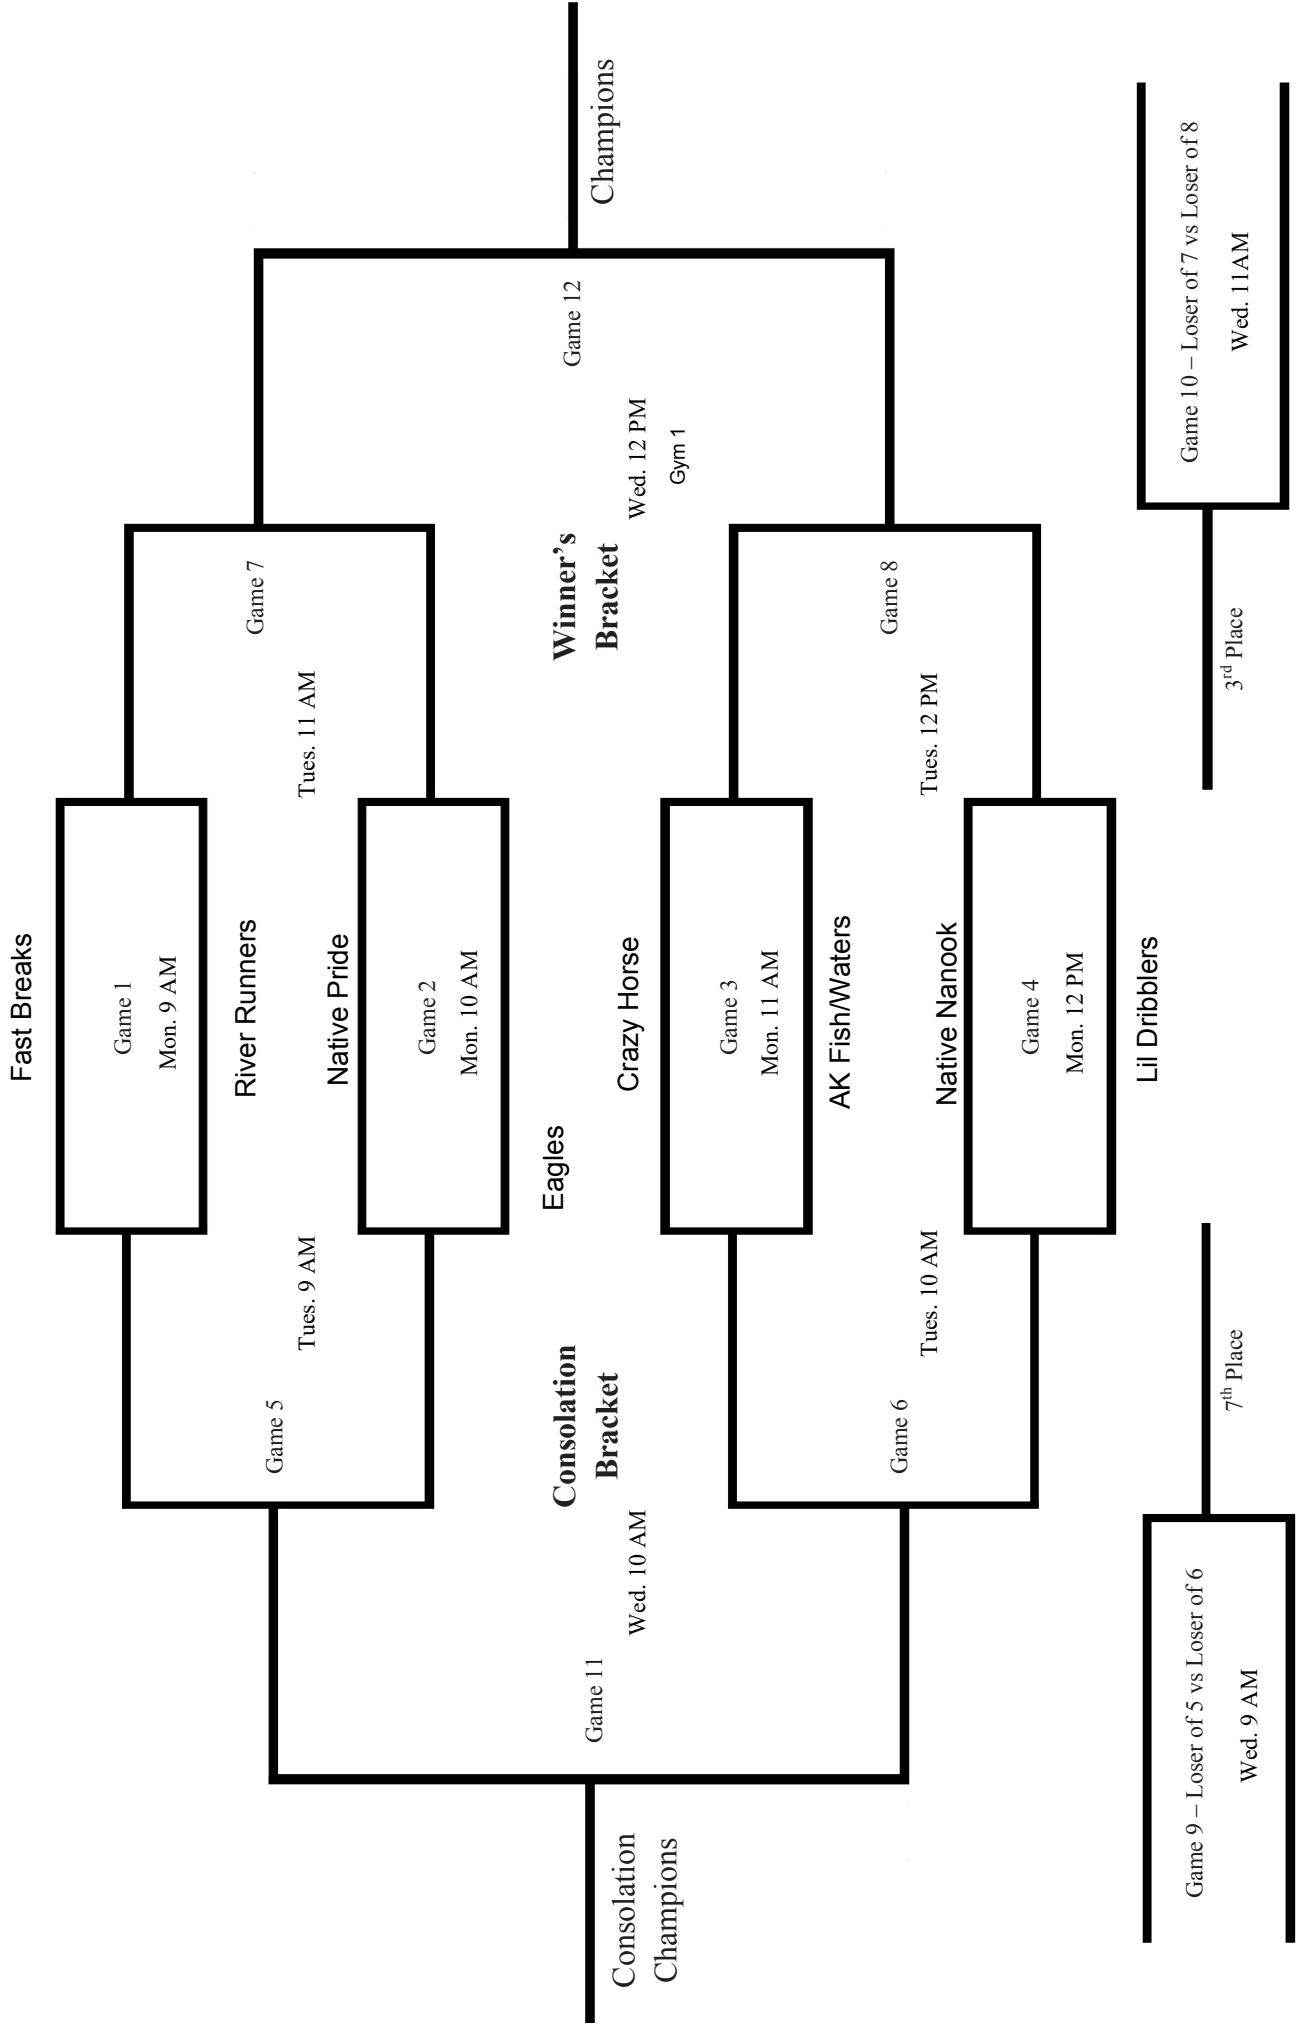 Fast Breaks
Game 1
Mon. 9 AM
River Runners
Tues. 9 AM
Game 5
Tues. 11 AM
Game 7
Native Pride
Game 2
Mon. 10 AM
Eagles
Consolation
Bracket
Wed. 10 AM
Game 11
Consolation
Champions
Winner’s
Bracket
Game 12
Wed. 12 PM
Gym 1
Champions
Crazy Horse
Game 3
Mon. 11 AM
AK Fish/Waters
Game 6
Tues. 10 AM
Game 8
Tues. 12 PM
Native Nanook
Game 4
Mon. 12 PM
Lil Dribblers
Game 9 – Loser of 5 vs Loser of 6
Wed. 9 AM
7th Place
3rd Place
Game 10 – Loser of 7 vs Loser of 8
Wed. 11AM